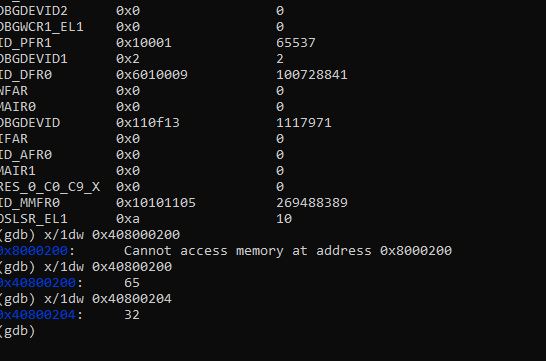 DBGDEVID2 0x0 0
DBGWCR1_EL1 0x0 0
ID_PFR1 0x10001 65537
DBGDEVID1 0x2 2
ID_DFR0 0x6010009 100728841
WFAR 0x0 0
MAIR0 0x0 0
DBGDEVID 0x110f13 1117971
IFAR 0x0 0
ID_AFR0 0x0 0
MAIR1 0x0 0
RES_0_C0_C9_X 0x0 0
ID_MMFR0 0x10101105 269488389
OSLSR_EL1 0xa 10
(gdb) x/1dw 0x408000200
0x8000200: Cannot access memory at address 0x8000200
(gdb) x/1dw 0x40800200
0x40800200: 65
(gdb) x/1dw 0x40800204
0x40800204: 32
(gdb)